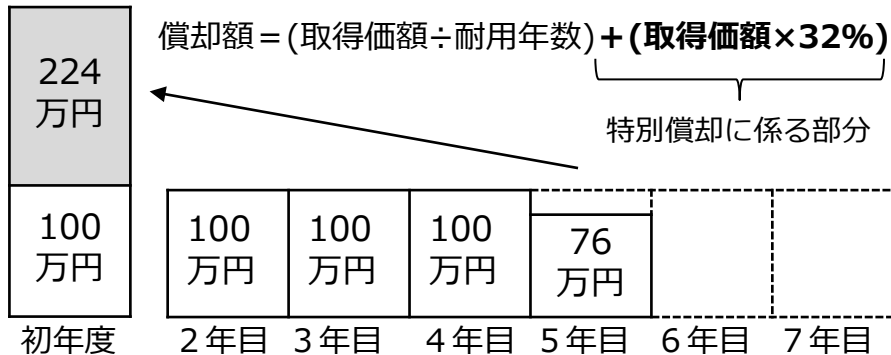 償却額＝(取得価額÷耐用年数)＋(取得価額×32%)
特別償却に係る部分
224
万円
100
万円
100
万円
100
万円
100
万円
76
万円
初年度
２年目
３年目
４年目
５年目
６年目
７年目